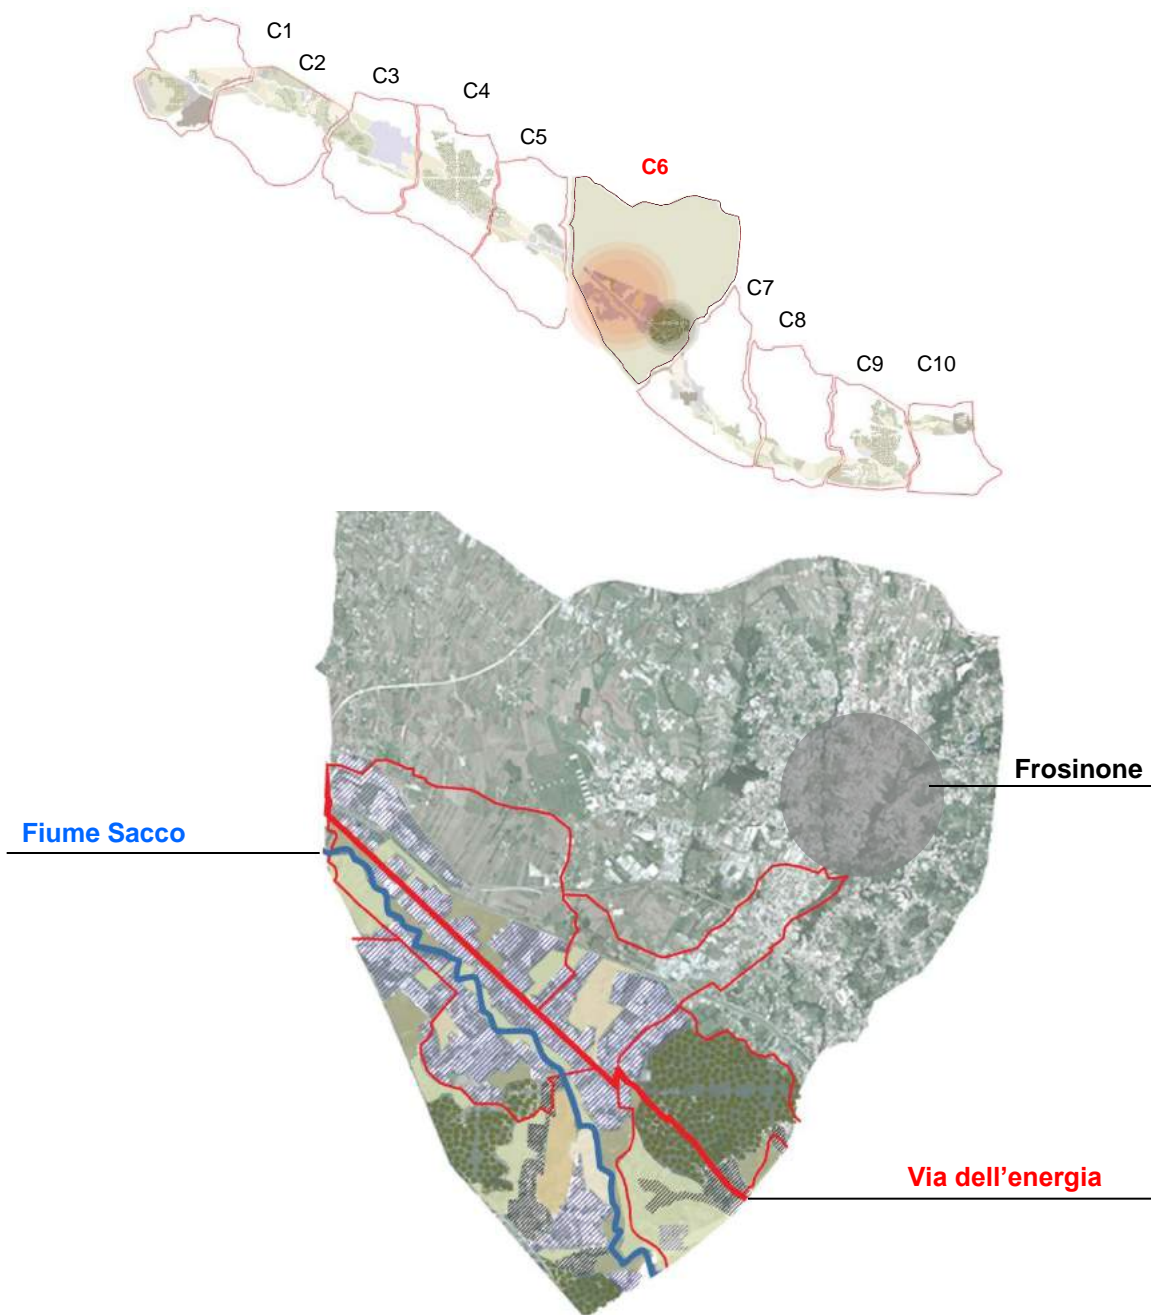 C1
C2
C3
C4
C5
C6
C7
C8
C9
C10
Frosinone
Fiume Sacco
Via dell’energia